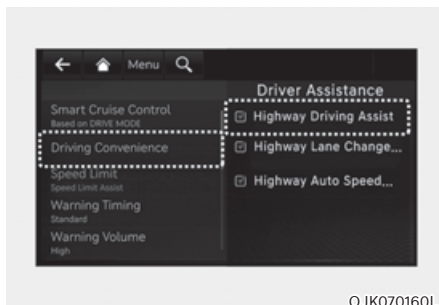 Menu
Driver Assistance
Smart Cruise Control
Based on DRIVE MODE
Driving Convenience
Speed Limit
Speed Limit Assist
Warning Timing
Standard
Warning Volume
High
Highway Driving Assist
Highway Lane Change...
Highway Auto Speed...
OJK070160L